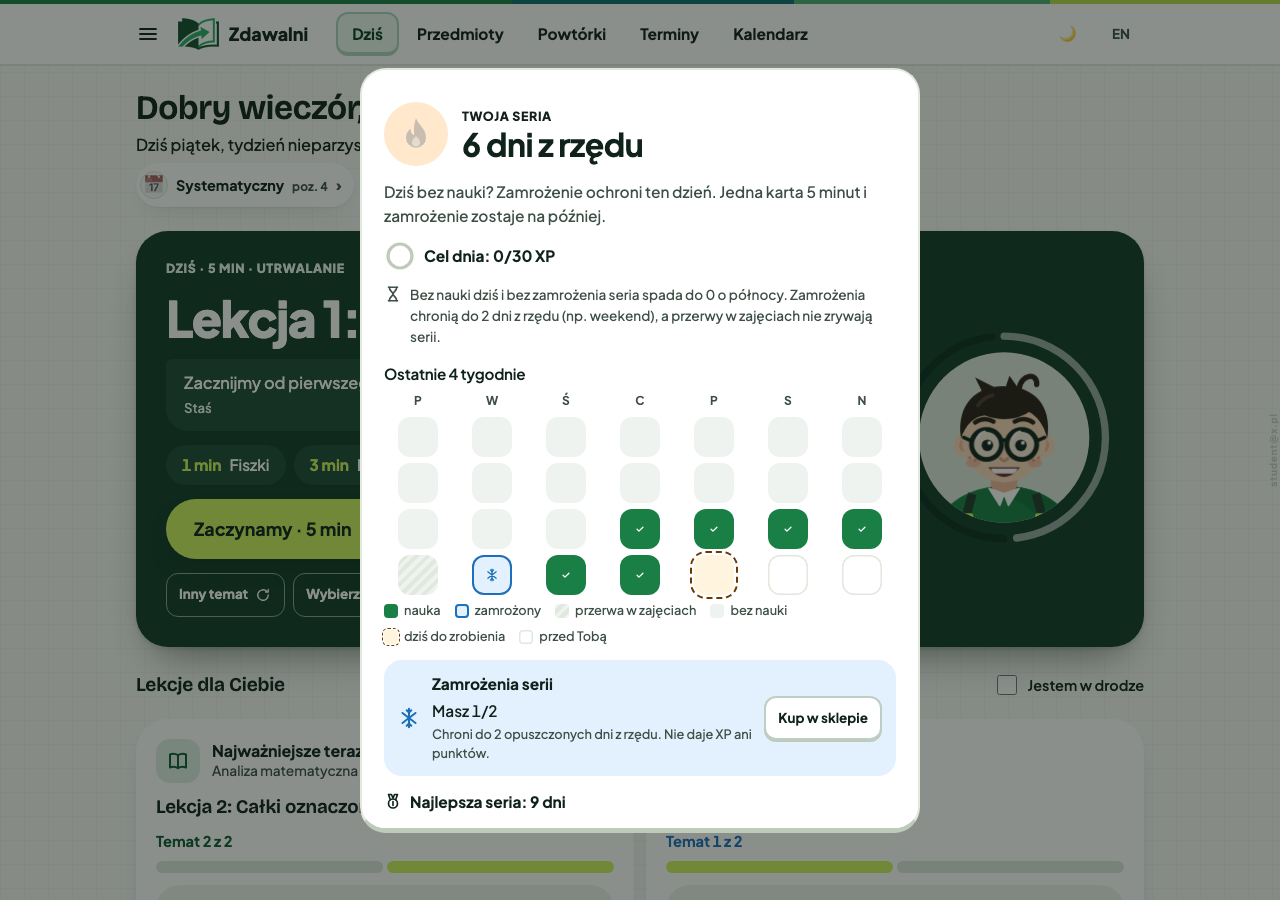 Zdawalni
Dziś
Przedmioty
Powtórki
Terminy
Kalendarz
EN
Dobry wieczór,
Dziś piątek, tydzień nieparzys
17
Systematyczny poz. 4 ›
DZIŚ · 5 MIN · UTRWALANIE
Lekcja 1:
Zacznijmy od pierwsze
Staś
1 min Fiszki
3 min
Zaczynamy · 5 min
Inny temat
Wybierz
TWOJA SERIA
6 dni z rzędu
Dziś bez nauki? Zamrożenie ochroni ten dzień. Jedna karta 5 minut i
zamrożenie zostaje na później.
Cel dnia: 0/30 XP
Bez nauki dziś i bez zamrożenia seria spada do 0 o północy. Zamrożenia
chronią do 2 dni z rzędu (np. weekend), a przerwy w zajęciach nie zrywają
serii.
Ostatnie 4 tygodnie
P W Ś C P S N
nauka
zamrożony
przerwa w zajęciach
bez nauki
dziś do zrobienia
przed Tobą
Zamrożenia serii
Masz 1/2
Chroni do 2 opuszczonych dni z rzędu. Nie daje XP ani
punktów.
Kup w sklepie
Najlepsza seria: 9 dni
student@x.pl
Lekcje dla Ciebie
Jestem w drodze
Najważniejsze teraz
Analiza matematyczna
Lekcja 2: Całki oznaczo
Temat 2 z 2
Temat 1 z 2